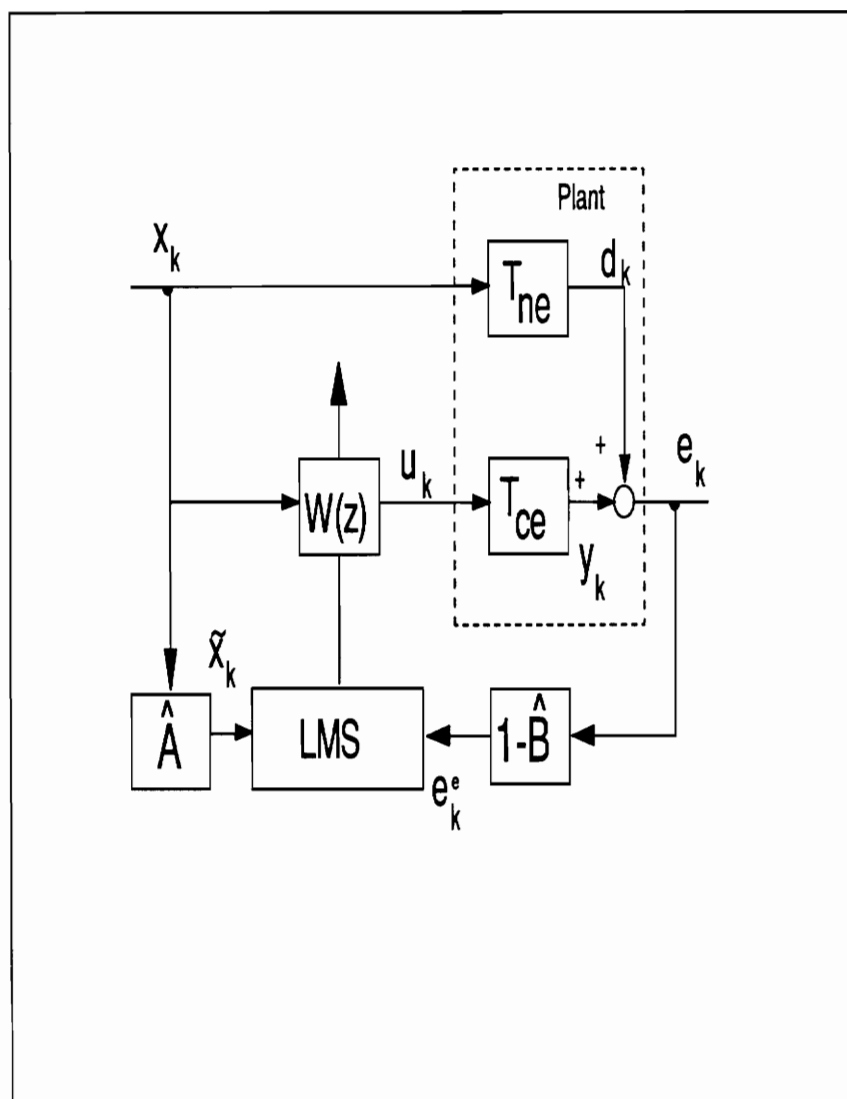 Plant
x_k
T_ne
d_k
+
e_k
u_k
W(z)
T_ce
+
y_k
x̃_k
Â
LMS
1-B̂
e_k^e